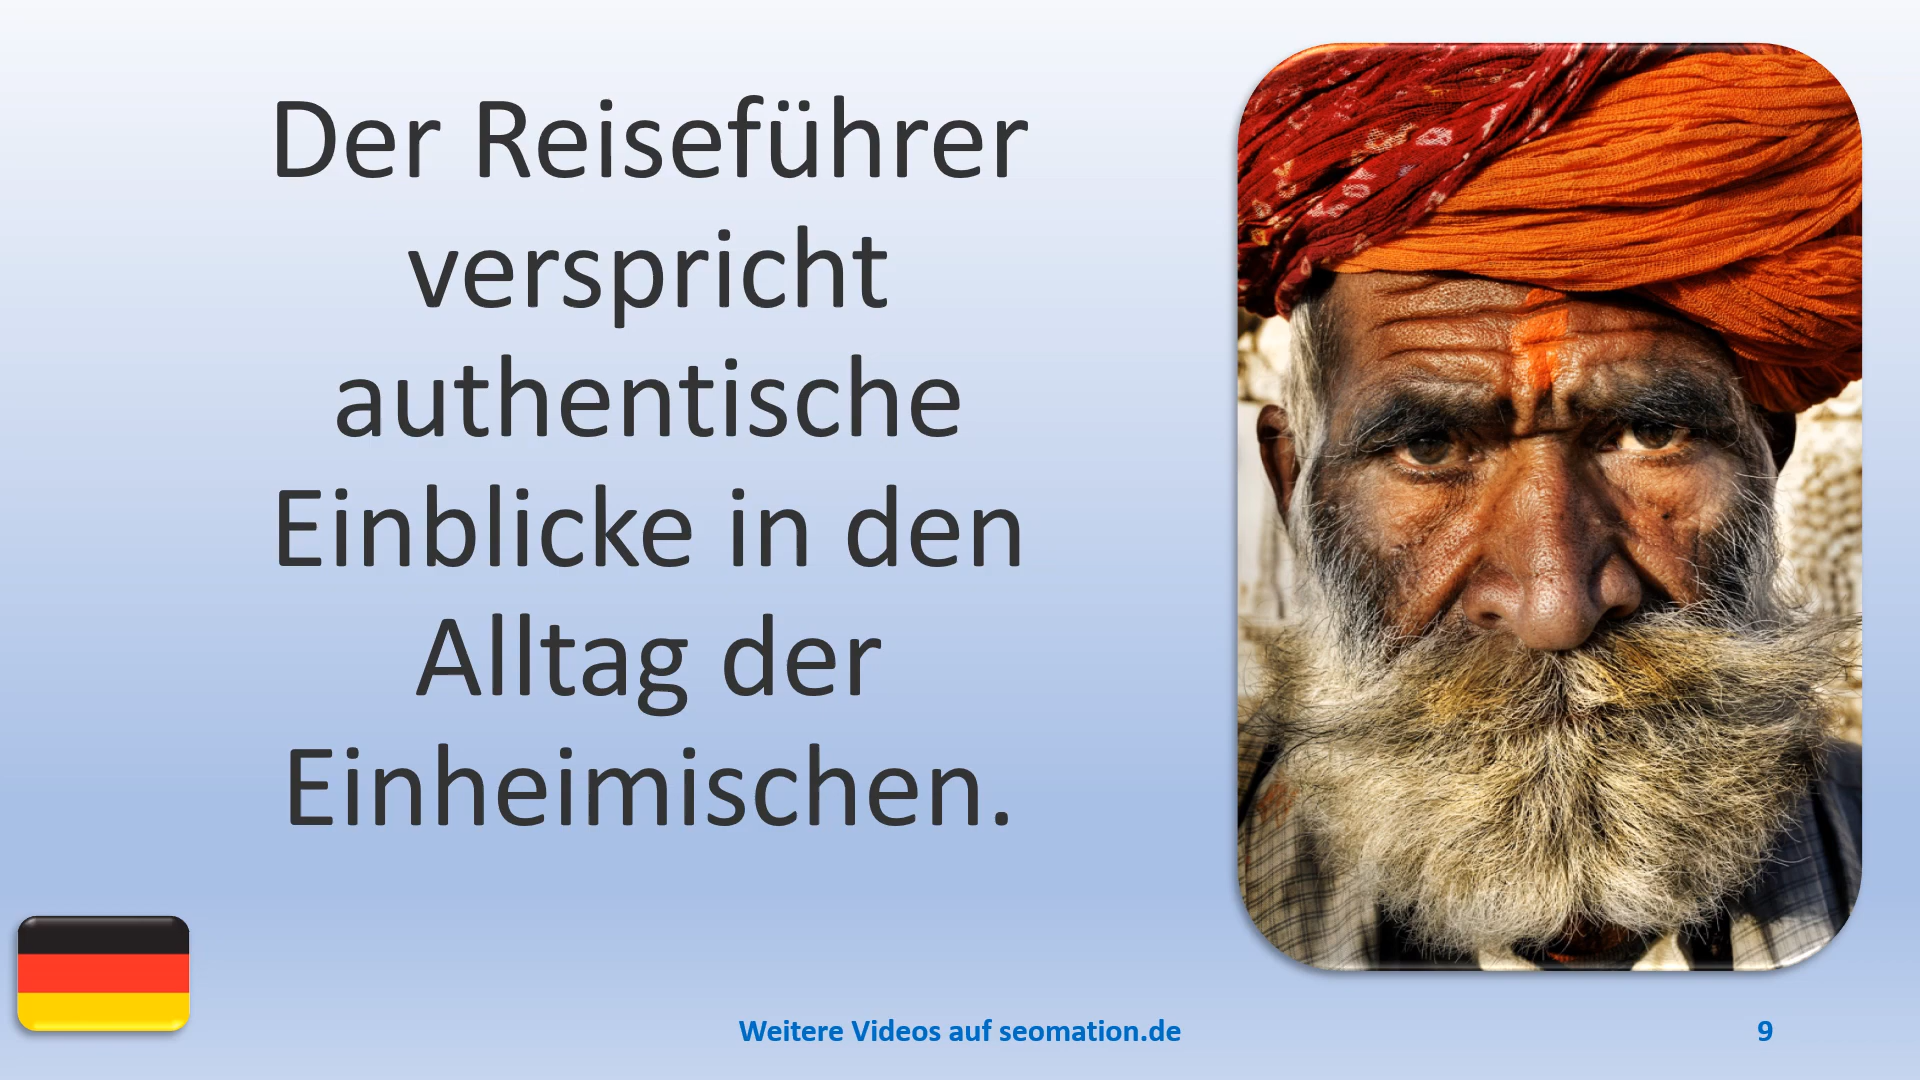 Der Reiseführer
verspricht
authentische
Einblicke in den
Alltag der
Einheimischen.
Weitere Videos auf seomation.de
9